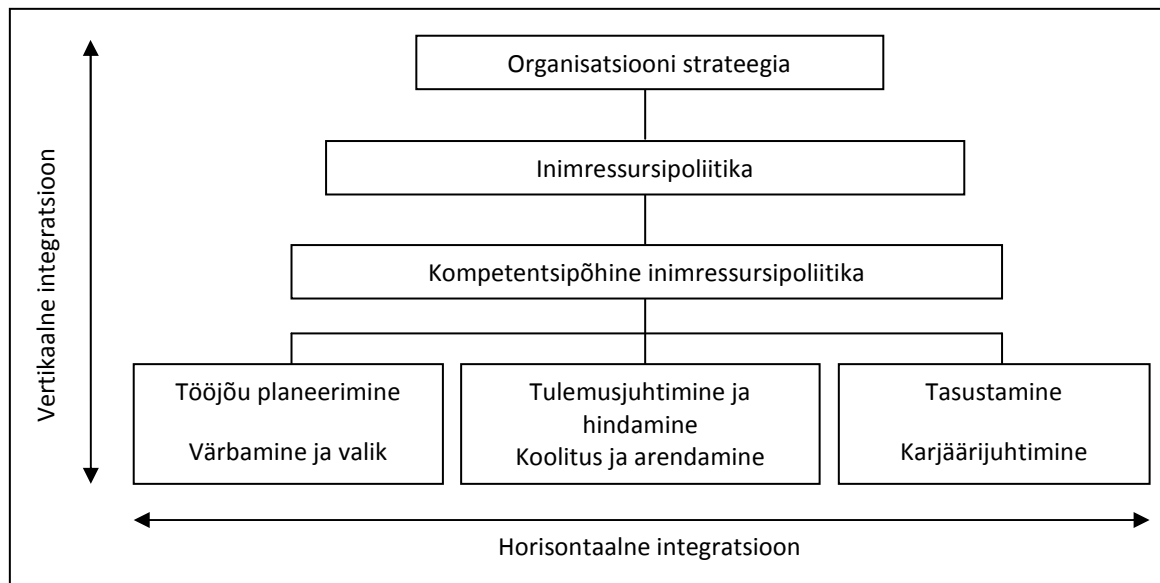 Organisatsiooni strateegia
Inimressursipoliitika
Kompetentsipõhine inimressursipoliitika
Vertikaalne integratsioon
Tööjõu planeerimine
Värbamine ja valik
Tulemusjuhtimine ja
hindamine
Koolitus ja arendamine
Tasustamine
Karjäärijuhtimine
Horisontaalne integratsioon